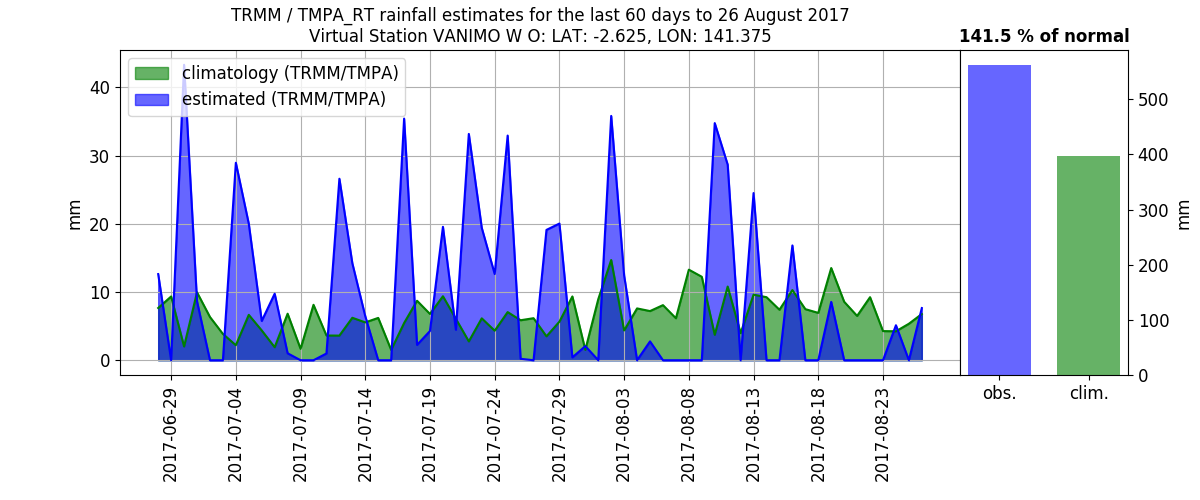 TRMM / TMPA_RT rainfall estimates for the last 60 days to 26 August 2017
Virtual Station VANIMO W O: LAT: -2.625, LON: 141.375
141.5 % of normal
climatology (TRMM/TMPA)
estimated (TRMM/TMPA)
mm
40
30
20
10
0
2017-06-29
2017-07-04
2017-07-09
2017-07-14
2017-07-19
2017-07-24
2017-07-29
2017-08-03
2017-08-08
2017-08-13
2017-08-18
2017-08-23
obs.
clim.
500
400
300
200
100
0
mm